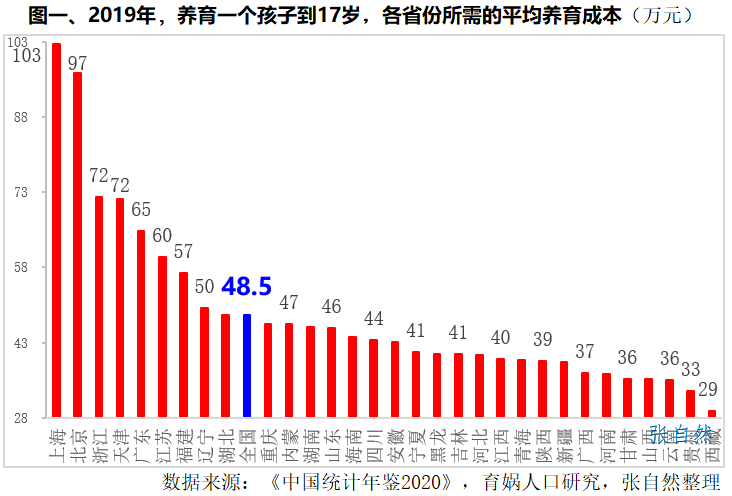 图一、2019年，养育一个孩子到17岁，各省份所需的平均养育成本（万元）
103
103
97
88
72
72
73
65
60
57
58
50
48.5
47
46
44
43
41
41
40
39
37
36
36
33
29
28
上海
北京
浙江
天津
广东
江苏
福建
辽宁
湖北
全国
重庆
内蒙
湖南
山东
海南
四川
安徽
宁夏
黑龙
吉林
河北
江西
青海
陕西
新疆
广西
河南
甘肃
山西
云南
贵州
西藏
张自然
数据来源：《中国统计年鉴2020》，育娲人口研究，张自然整理